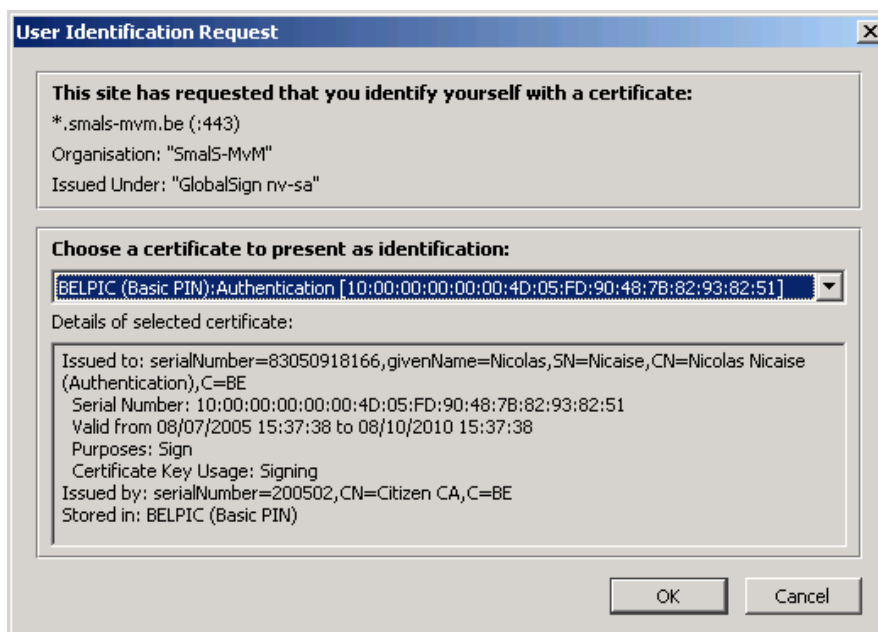 User Identification Request
This site has requested that you identify yourself with a certificate:
*.smals-mvm.be (:443)
Organisation: "SmalS-MvM"
Issued Under: "GlobalSign nv-sa"
Choose a certificate to present as identification:
BELPIC (Basic PIN):Authentication [10:00:00:00:00:00:4D:05:FD:90:48:7B:82:93:82:51]
Details of selected certificate:
Issued to: serialNumber=83050918166,givenName=Nicolas,SN=Nicaise,CN=Nicolas Nicaise
(Authentication),C=BE
Serial Number: 10:00:00:00:00:00:4D:05:FD:90:48:7B:82:93:82:51
Valid from 08/07/2005 15:37:38 to 08/10/2010 15:37:38
Purposes: Sign
Certificate Key Usage: Signing
Issued by: serialNumber=200502,CN=Citizen CA,C=BE
Stored in: BELPIC (Basic PIN)
OK Cancel